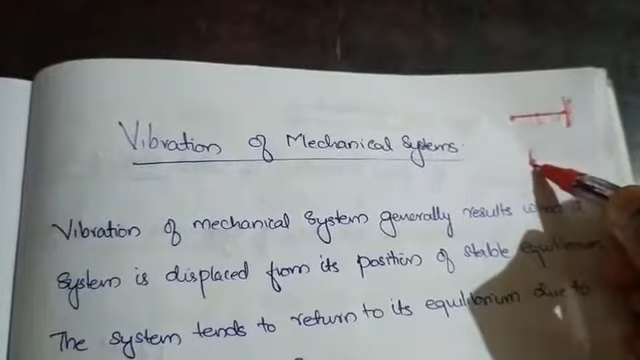 Vibration of Mechanical Systems.
Vibration of mechanical System generally results
System is displaced from its position of stable equilibrium
The system tends to return to its equilibrium due to